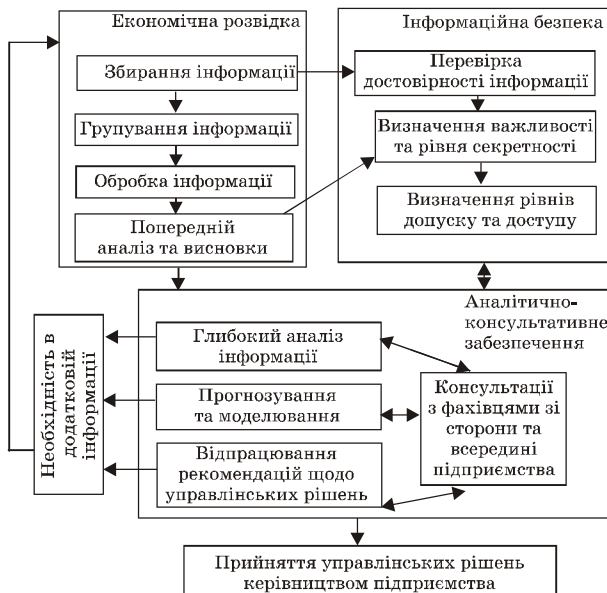 Економічна розвідка
Збирання інформації
Групування інформації
Обробка інформації
Попередній
аналіз та висновки
Інформаційна безпека
Перевірка
достовірності інформації
Визначення важливості
та рівня секретності
Визначення рівнів
допуску та доступу
Аналітично-
консультативне
забезпечення
Глибокий аналіз
інформації
Прогнозування
та моделювання
Відпрацювання
рекомендацій щодо
управлінських рішень
Консультації
з фахівцями зі
сторони та
всередині
підприємства
Необхідність в
додатковій
інформації
Прийняття управлінських рішень
керівництвом підприємства